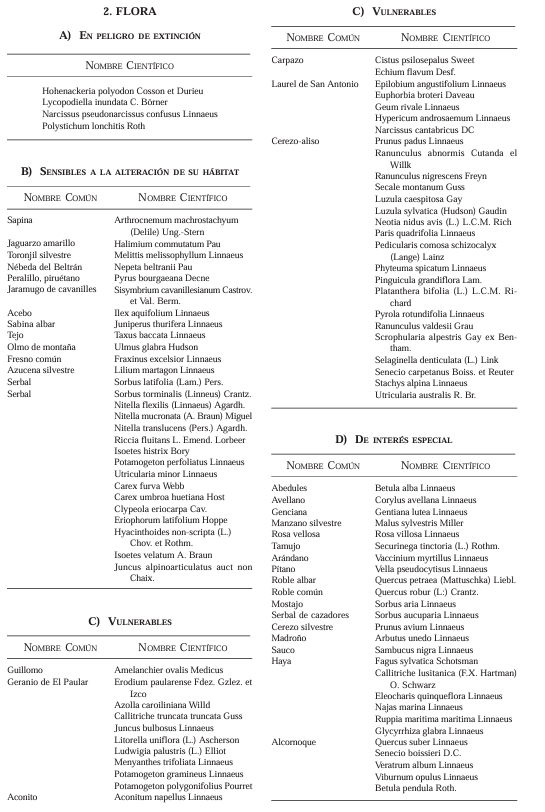 2. FLORA
A) EN PELIGRO DE EXTINCIÓN
NOMBRE CIENTÍFICO
Hohenackeria polyodon Cosson et Durieu
Lycopodiella inundata C. Börner
Narcissus pseudonarcissus confusus Linnaeus
Polystichum lonchitis Roth
B) SENSIBLES A LA ALTERACIÓN DE SU HÁBITAT
NOMBRE COMÚN NOMBRE CIENTÍFICO
Sapina Arthrocnemum machrostachyum
(Delile) Ung.-Stern
Jaguarzo amarillo Halimium commutatum Pau
Toronjil silvestre Melittis melissophyllum Linnaeus
Nébeda del Beltrán Nepeta beltranii Pau
Peralillo, piruétano Pyrus bourgaeana Decne
Jaramugo de cavanilles Sisymbrium cavanillesianum Castrov.
et Val. Berm.
Acebo Ilex aquifolium Linnaeus
Sabina albar Juniperus thurifera Linnaeus
Tejo Taxus baccata Linnaeus
Olmo de montaña Ulmus glabra Hudson
Fresno común Fraxinus excelsior Linnaeus
Azucena silvestre Lilium martagon Linnaeus
Serbal Sorbus latifolia (Lam.) Pers.
Serbal Sorbus torminalis (Linneus) Crantz.
Nitella flexilis (Linnaeus) Agardh.
Nitella mucronata (A. Braun) Miguel
Nitella translucens (Pers.) Agardh.
Riccia fluitans L. Emend. Lorbeer
Isoetes histrix Bory
Potamogeton perfoliatus Linnaeus
Utricularia minor Linnaeus
Carex furva Webb
Carex umbroa huetiana Host
Clypeola eriocarpa Cav.
Eriophorum latifolium Hoppe
Hyacinthoides non-scripta (L.)
Chov. et Rothm.
Isoetes velatum A. Braun
Juncus alpinoarticulatus auct non
Chaix.
C) VULNERABLES
NOMBRE COMÚN NOMBRE CIENTÍFICO
Guillomo Amelanchier ovalis Medicus
Geranio de El Paular Erodium paularense Fdez. Gzlez. et
Izco
Azolla caroiliniana Willd
Callitriche truncata truncata Guss
Juncus bulbosus Linnaeus
Litorella uniflora (L.) Ascherson
Ludwigia palustris (L.) Elliot
Menyanthes trifoliata Linnaeus
Potamogeton gramineus Linnaeus
Potamogeton polygonifolius Pourret
Aconito Aconitum napellus Linnaeus
C) VULNERABLES
NOMBRE COMÚN NOMBRE CIENTÍFICO
Carpazo Cistus psilosepalus Sweet
Echium flavum Desf.
Laurel de San Antonio Epilobium angustifolium Linnaeus
Euphorbia broteri Daveau
Geum rivale Linnaeus
Hypericum androsaemum Linnaeus
Narcissus cantabricus DC
Cerezo-aliso Prunus padus Linnaeus
Ranunculus abnormis Cutanda el
Willk
Ranunculus nigrescens Freyn
Secale montanum Guss
Luzula caespitosa Gay
Luzula sylvatica (Hudson) Gaudin
Neotia nidus avis (L.) L.C.M. Rich
Paris quadrifolia Linnaeus
Pedicularis comosa schizocalyx
(Lange) Lainz
Phyteuma spicatum Linnaeus
Pinguicula grandiflora Lam.
Platanthera bifolia (L.) L.C.M. Ri-
chard
Pyrola rotundifolia Linnaeus
Ranunculus valdesii Grau
Scrophularia alpestris Gay ex Ben-
tham.
Selaginella denticulata (L.) Link
Senecio carpetanus Boiss. et Reuter
Stachys alpina Linnaeus
Utricularia australis R. Br.
D) DE INTERÉS ESPECIAL
NOMBRE COMÚN NOMBRE CIENTÍFICO
Abedules Betula alba Linnaeus
Avellano Corylus avellana Linnaeus
Genciana Gentiana lutea Linnaeus
Manzano silvestre Malus sylvestris Miller
Rosa vellosa Rosa villosa Linnaeus
Tamujo Securinega tinctoria (L.) Rothm.
Arándano Vaccinium myrtillus Linnaeus
Pitano Vella pseudocytisus Linnaeus
Roble albar Quercus petraea (Mattuschka) Liebl.
Roble común Quercus robur (L:) Crantz.
Mostajo Sorbus aria Linnaeus
Serbal de cazadores Sorbus aucuparia Linnaeus
Cerezo silvestre Prunus avium Linnaeus
Madroño Arbutus unedo Linnaeus
Sauco Sambucus nigra Linnaeus
Haya Fagus sylvatica Schotsman
Callitriche lusitanica (F.X. Hartman)
O. Schwarz
Eleocharis quinqueflora Linnaeus
Najas marina Linnaeus
Ruppia maritima maritima Linnaeus
Glycyrrhiza glabra Linnaeus
Alcornoque Quercus suber Linnaeus
Senecio boissieri D.C.
Veratrum album Linnaeus
Viburnum opulus Linnaeus
Betula pendula Roth.